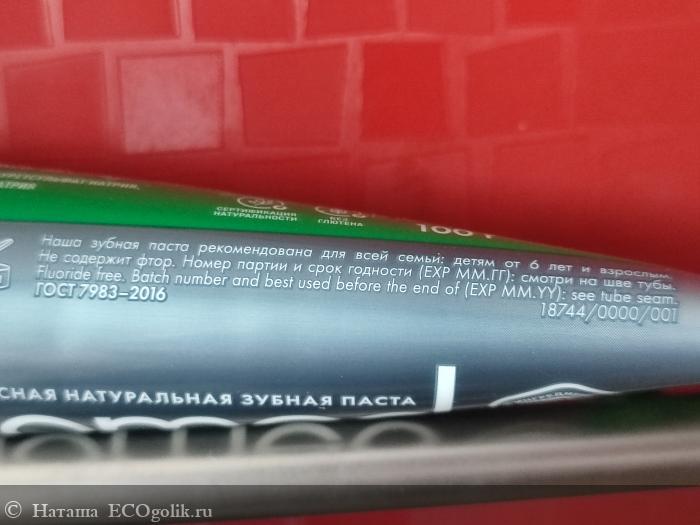 СЕРТИФИКАЦИЯ
НАТУРАЛЬНОСТИ
БЕЗ
ГЛЮТЕНА
100 Г
Наша зубная паста рекомендована для всей семьи: детям от 6 лет и взрослым.
Не содержит фтор. Номер партии и срок годности (EXP ММ.ГГ): смотри на шве тубы.
Fluoride free. Batch number and best used before the end of (EXP MM.YY): see tube seam.
ГОСТ 7983–2016
18744/0000/001
НАТУРАЛЬНАЯ ЗУБНАЯ ПАСТА
© Наташа ECOgolik.ru